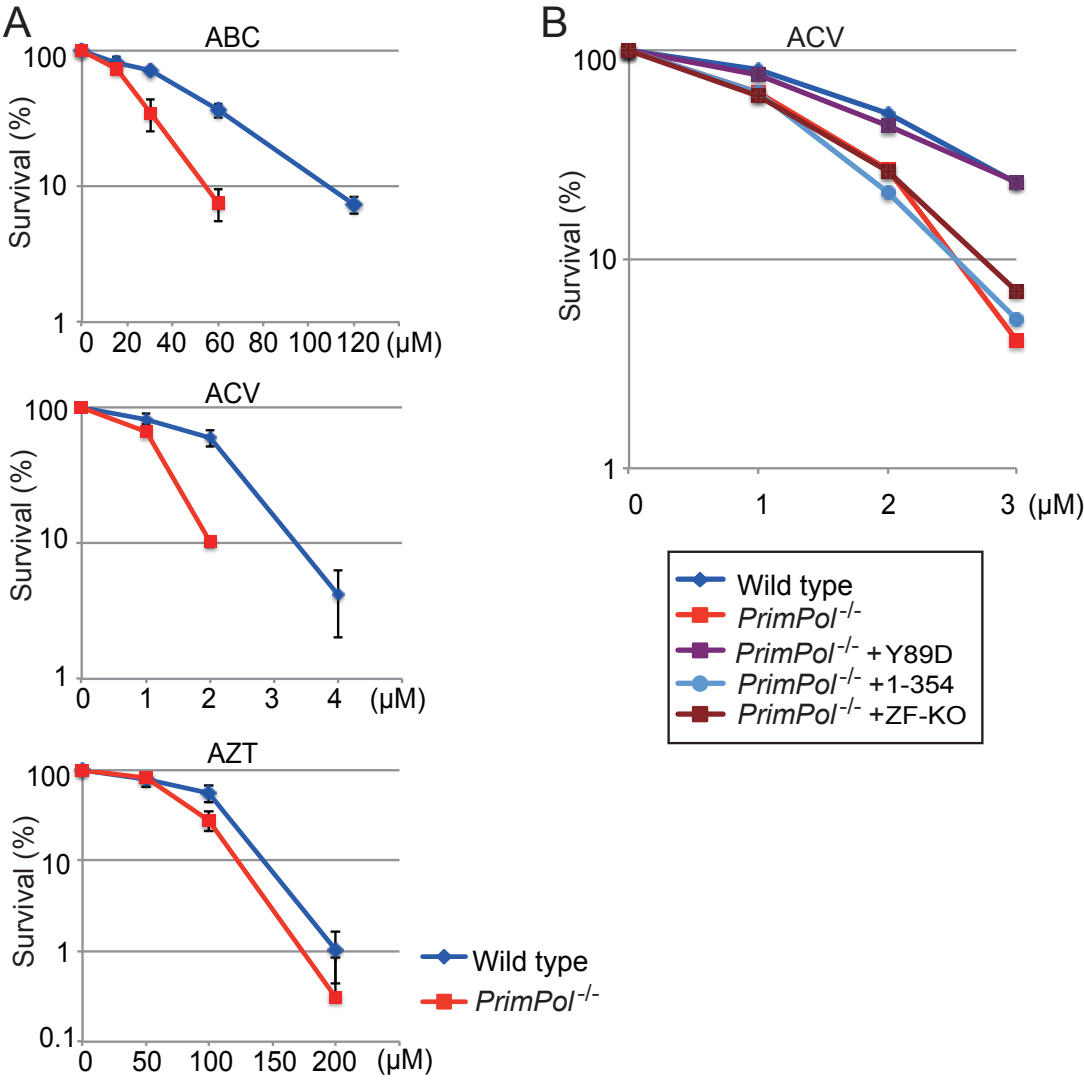 A
ABC
Survival (%)
100
10
1
0 20 40 60 80 100 120 (µM)
ACV
Survival (%)
100
10
1
0 1 2 3 4 (µM)
AZT
Survival (%)
100
10
1
0.1
0 50 100 150 200 (µM)
Wild type
PrimPol-/-
B
ACV
Survival (%)
100
10
1
0 1 2 3 (µM)
Wild type
PrimPol-/-
PrimPol-/- +Y89D
PrimPol-/- +1-354
PrimPol-/- +ZF-KO